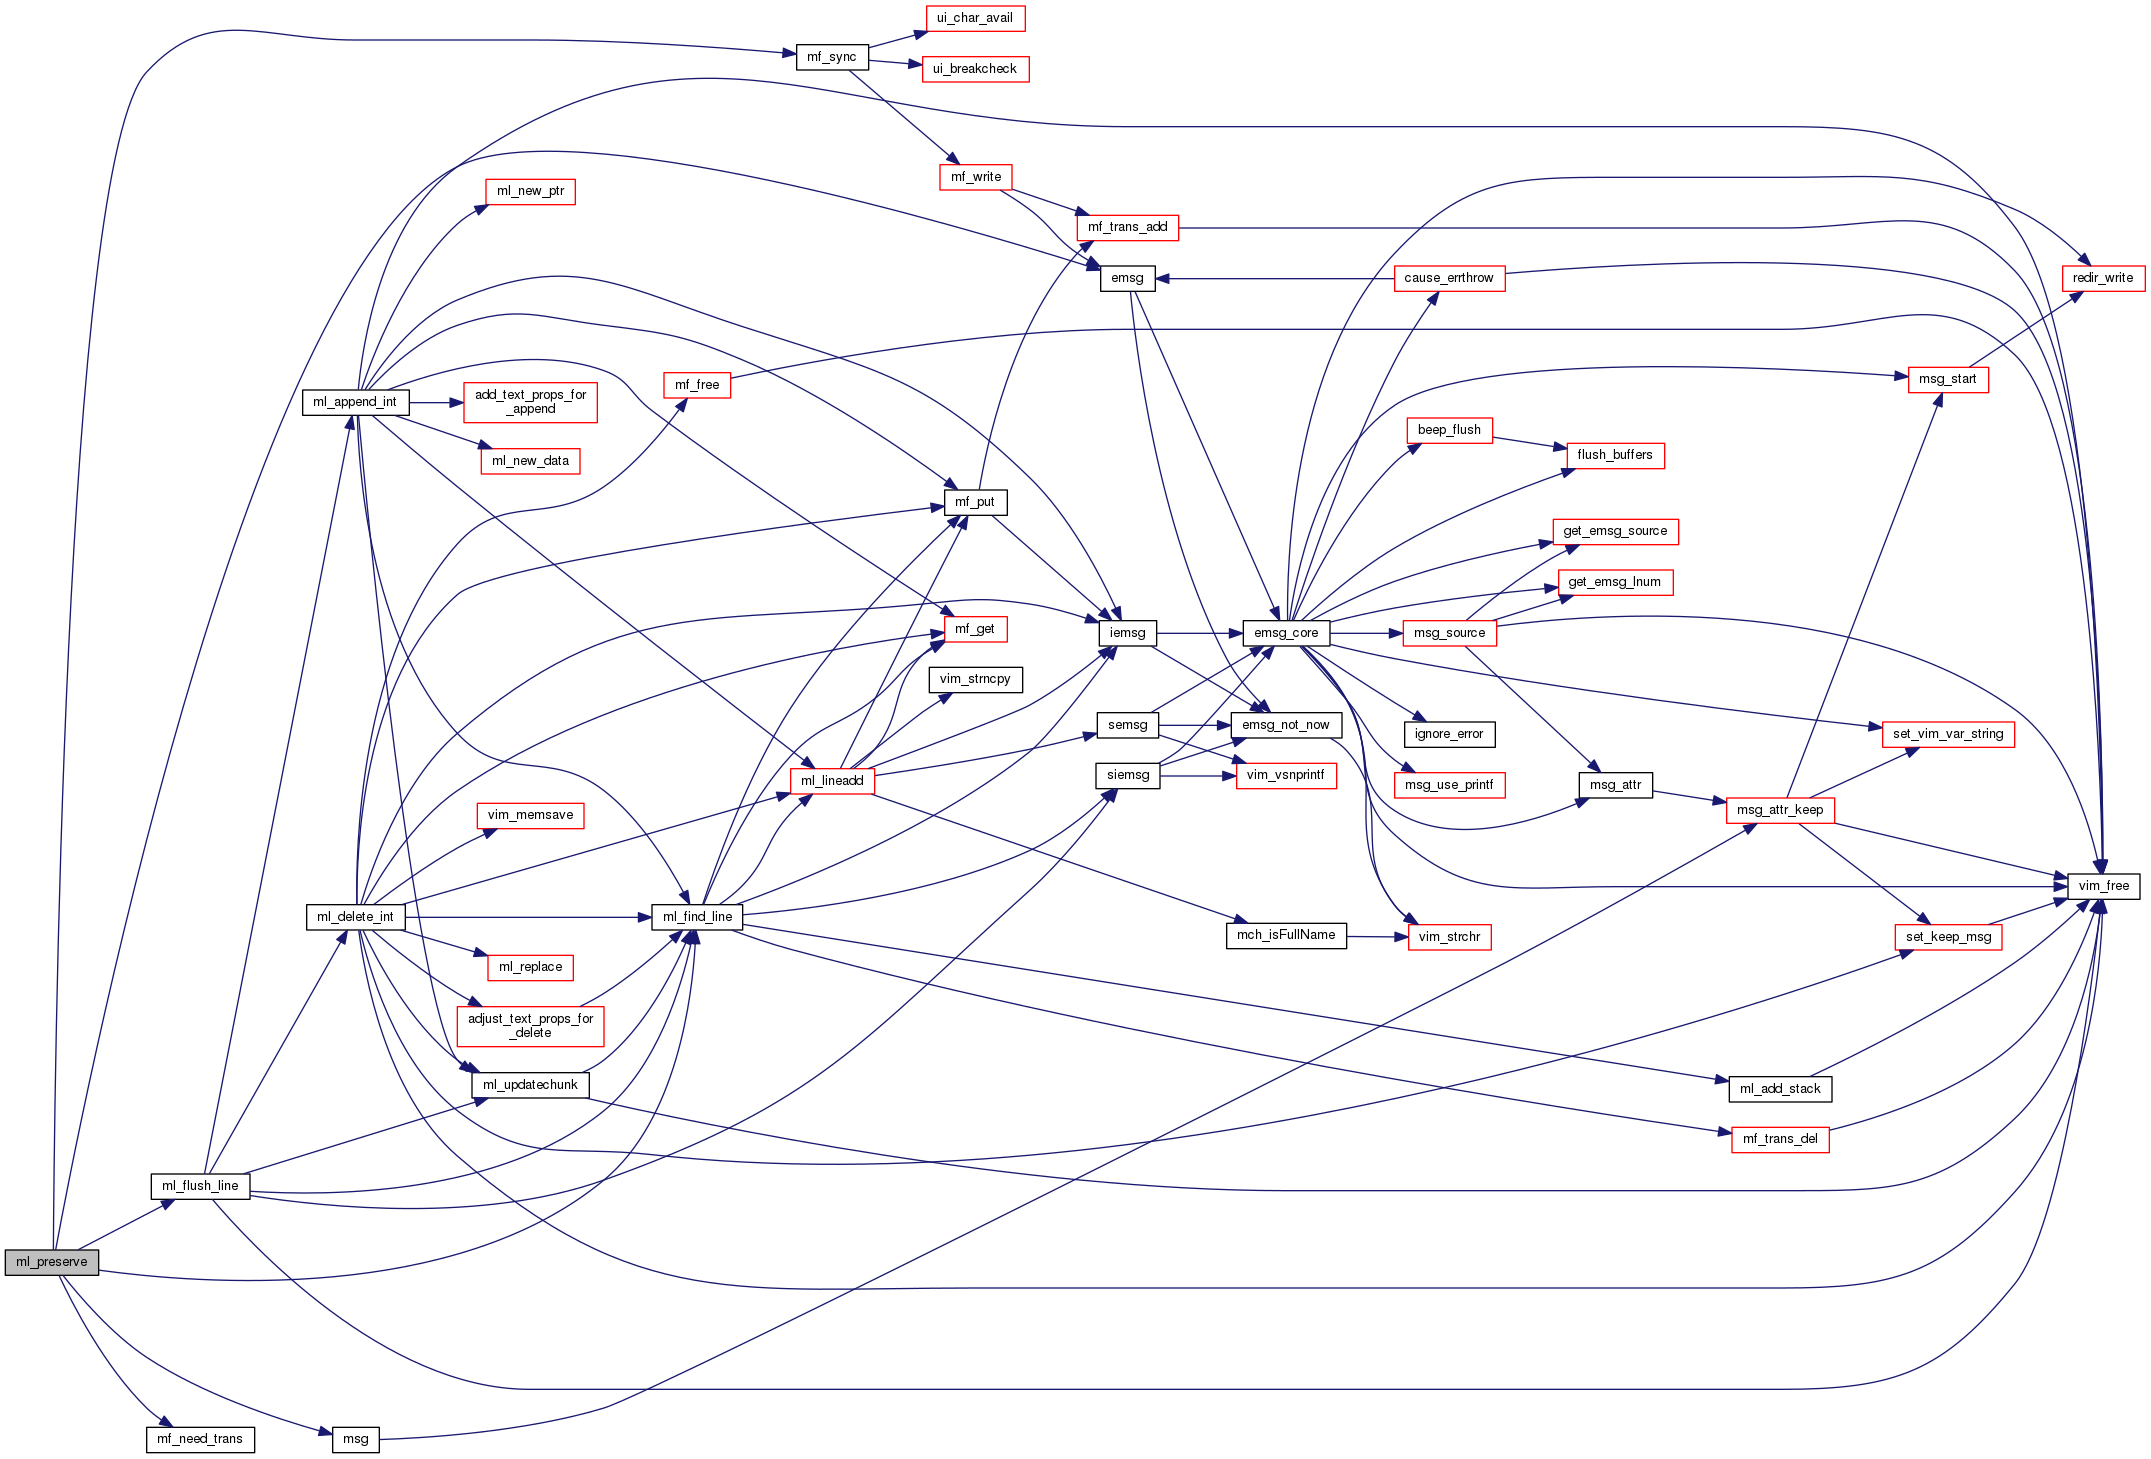 ui_char_avail
mf_sync
ui_breakcheck
mf_write
ml_new_ptr
mf_trans_add
emsg
cause_errthrow
redir_write
mf_free
msg_start
ml_append_int
add_text_props_for
_append
beep_flush
flush_buffers
ml_new_data
mf_put
get_emsg_source
get_emsg_lnum
mf_get
iemsg
emsg_core
msg_source
vim_strncpy
semsg
emsg_not_now
ignore_error
set_vim_var_string
ml_lineadd
siemsg
vim_vsnprintf
msg_use_printf
msg_attr
msg_attr_keep
vim_memsave
vim_free
ml_delete_int
ml_find_line
mch_isFullName
vim_strchr
set_keep_msg
ml_replace
adjust_text_props_for
_delete
ml_updatechunk
ml_add_stack
mf_trans_del
ml_flush_line
ml_preserve
mf_need_trans
msg